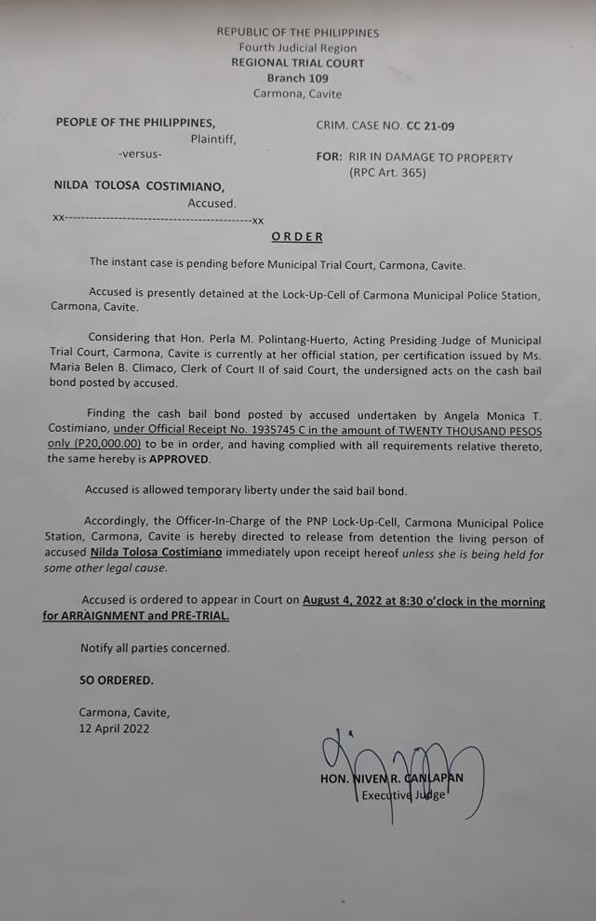 REPUBLIC OF THE PHILIPPINES
Fourth Judicial Region
REGIONAL TRIAL COURT
Branch 109
Carmona, Cavite
PEOPLE OF THE PHILIPPINES,
Plaintiff,
-versus-
NILDA TOLOSA COSTIMIANO,
Accused.
xx-------------------------------------------xx
CRIM. CASE NO. CC 21-09
FOR: RIR IN DAMAGE TO PROPERTY
(RPC Art. 365)
ORDER
The instant case is pending before Municipal Trial Court, Carmona, Cavite.
Accused is presently detained at the Lock-Up-Cell of Carmona Municipal Police Station,
Carmona, Cavite.
Considering that Hon. Perla M. Polintang-Huerto, Acting Presiding Judge of Municipal
Trial Court, Carmona, Cavite is currently at her official station, per certification issued by Ms.
Maria Belen B. Climaco, Clerk of Court II of said Court, the undersigned acts on the cash bail
bond posted by accused.
Finding the cash bail bond posted by accused undertaken by Angela Monica T.
Costimiano, under Official Receipt No. 1935745 C in the amount of TWENTY THOUSAND PESOS
only (P20,000.00) to be in order, and having complied with all requirements relative thereto,
the same hereby is APPROVED.
Accused is allowed temporary liberty under the said bail bond.
Accordingly, the Officer-In-Charge of the PNP Lock-Up-Cell, Carmona Municipal Police
Station, Carmona, Cavite is hereby directed to release from detention the living person of
accused Nilda Tolosa Costimiano immediately upon receipt hereof unless she is being held for
some other legal cause.
Accused is ordered to appear in Court on August 4, 2022 at 8:30 o'clock in the morning
for ARRAIGNMENT and PRE-TRIAL.
Notify all parties concerned.
SO ORDERED.
Carmona, Cavite,
12 April 2022
HON. NIVEN R. CANLAPAN
Executive Judge